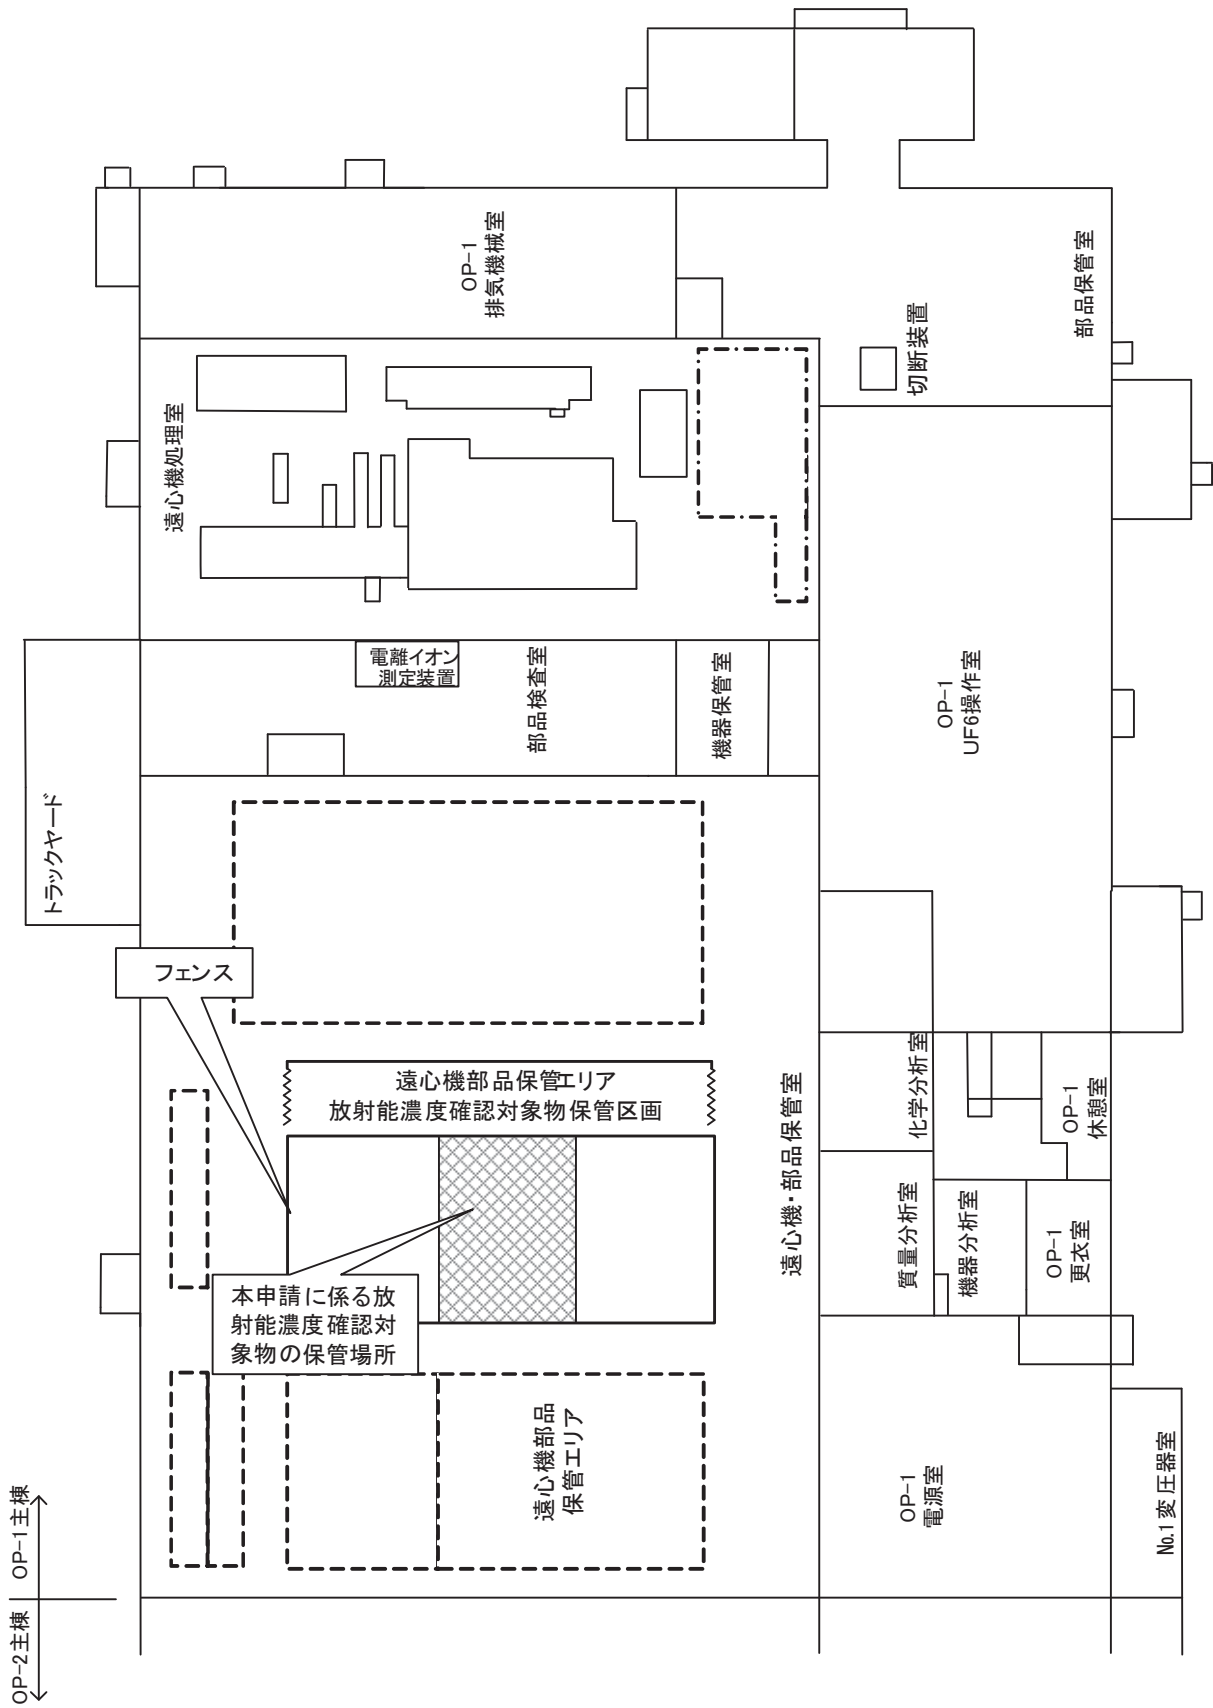 OP-1
排気機械室
部品保管室
切断装置
遠心機処理室
電離イオン
測定装置
部品検査室
機器保管室
OP-1
UF6操作室
トラックヤード
フェンス
遠心機部品保管エリア
放射能濃度確認対象物保管区画
遠心機・部品保管室
化学分析室
OP-1
休憩室
質量分析室
機器分析室
OP-1
更衣室
本申請に係る放
射能濃度確認対
象物の保管場所
遠心機部品
保管エリア
OP-1
電源室
No.1変圧器室
OP-1主棟
OP-2主棟